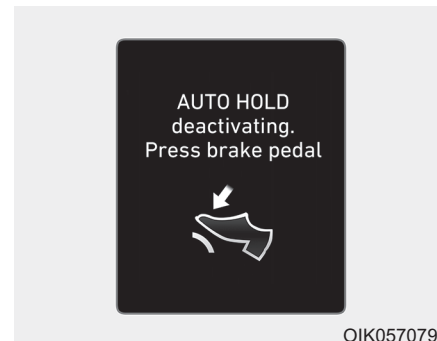 AUTO HOLD
deactivating.
Press brake pedal
OIK057079